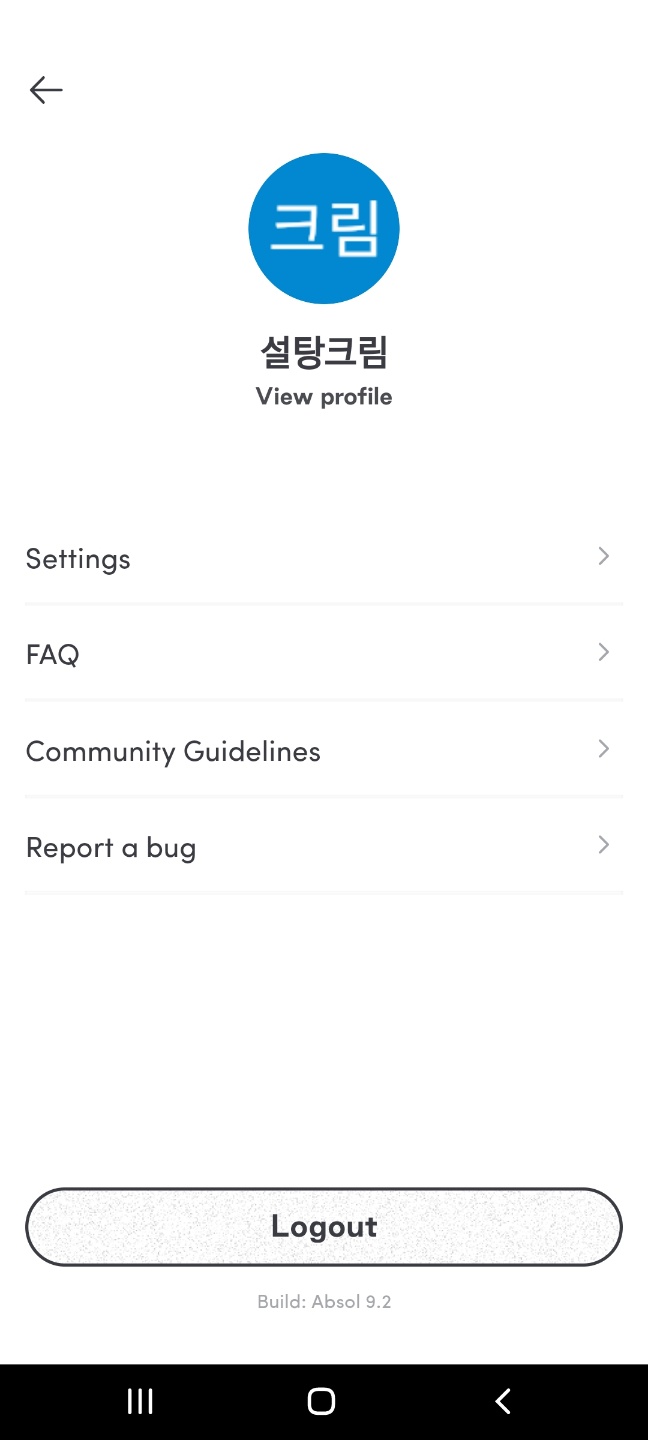 크림
설탕크림
View profile
Settings
FAQ
Community Guidelines
Report a bug
Logout
Build: Absol 9.2